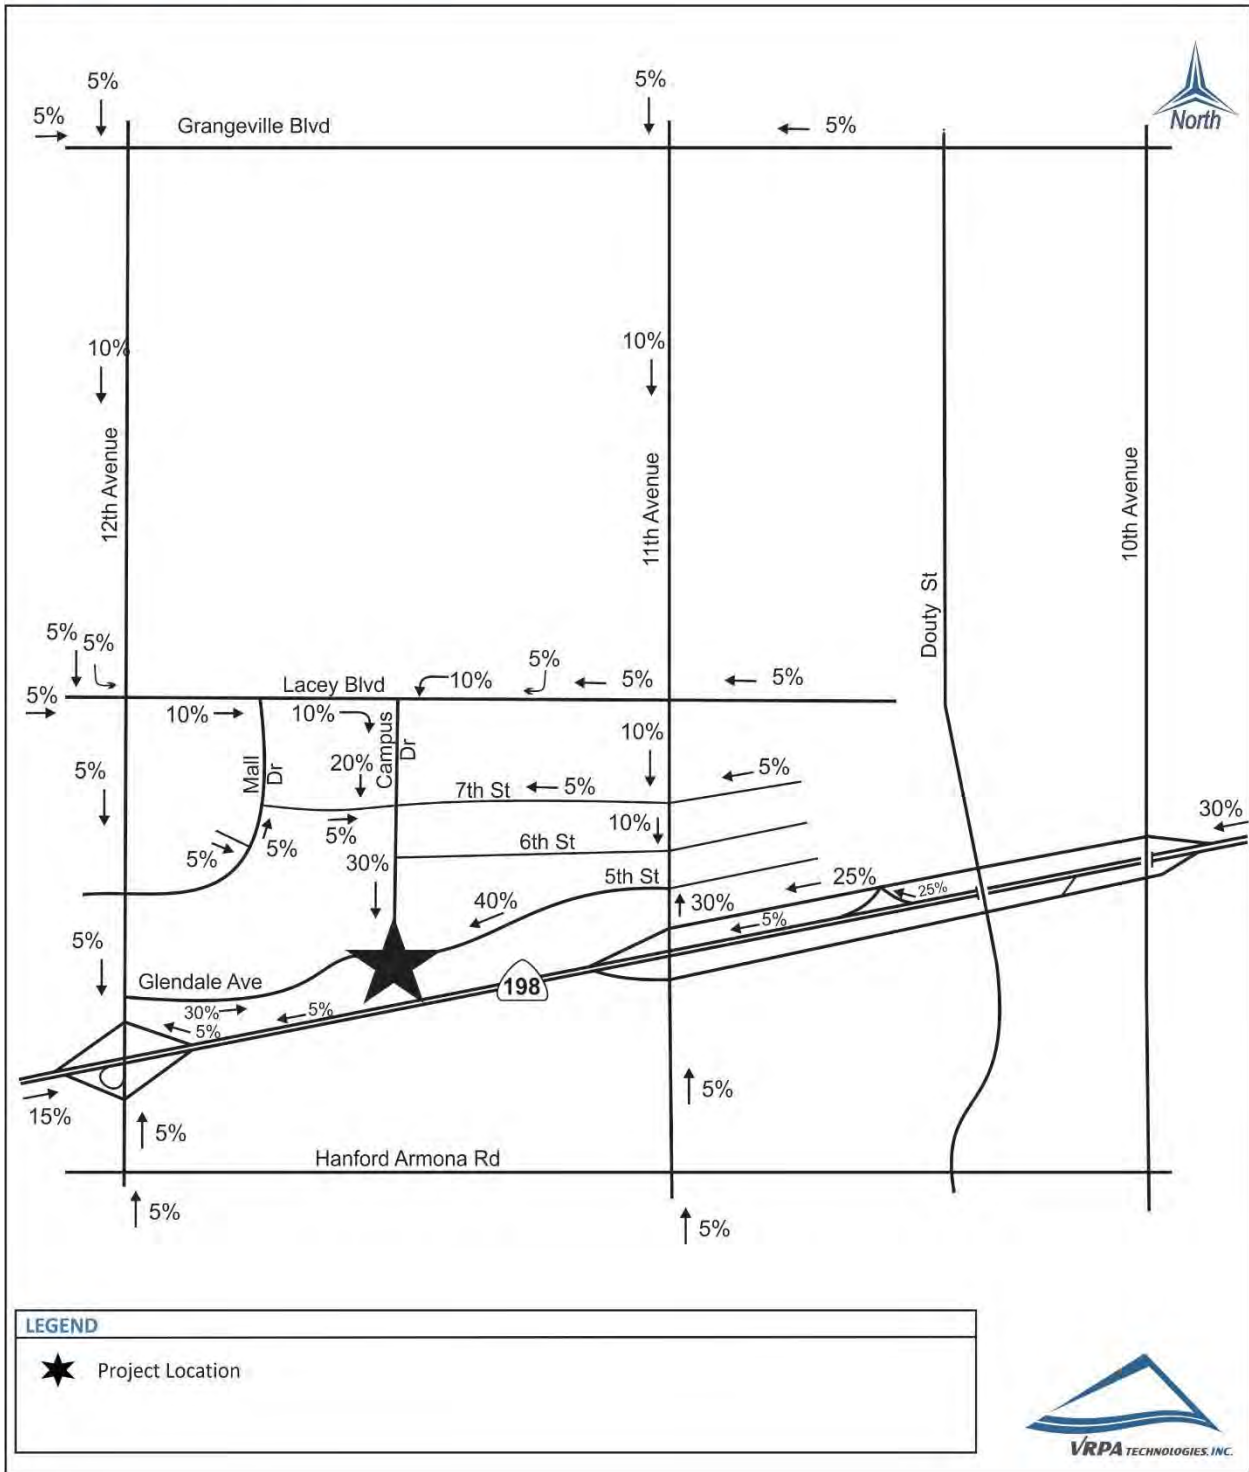 5%
5%
5%
Grangeville Blvd
5%
North
10%
10%
12th Avenue
11th Avenue
10th Avenue
Douty St
5%
5%
5%
Lacey Blvd
10%
5%
5%
5%
10%
10%
Campus Dr
Mall Dr
10%
5%
20%
5%
7th St
5%
30%
5%
10%
6th St
5%
5%
30%
5th St
25%
25%
40%
30%
5%
5%
198
Glendale Ave
30%
5%
5%
15%
5%
5%
Hanford Armona Rd
5%
5%
LEGEND
Project Location
VRPA TECHNOLOGIES, INC.